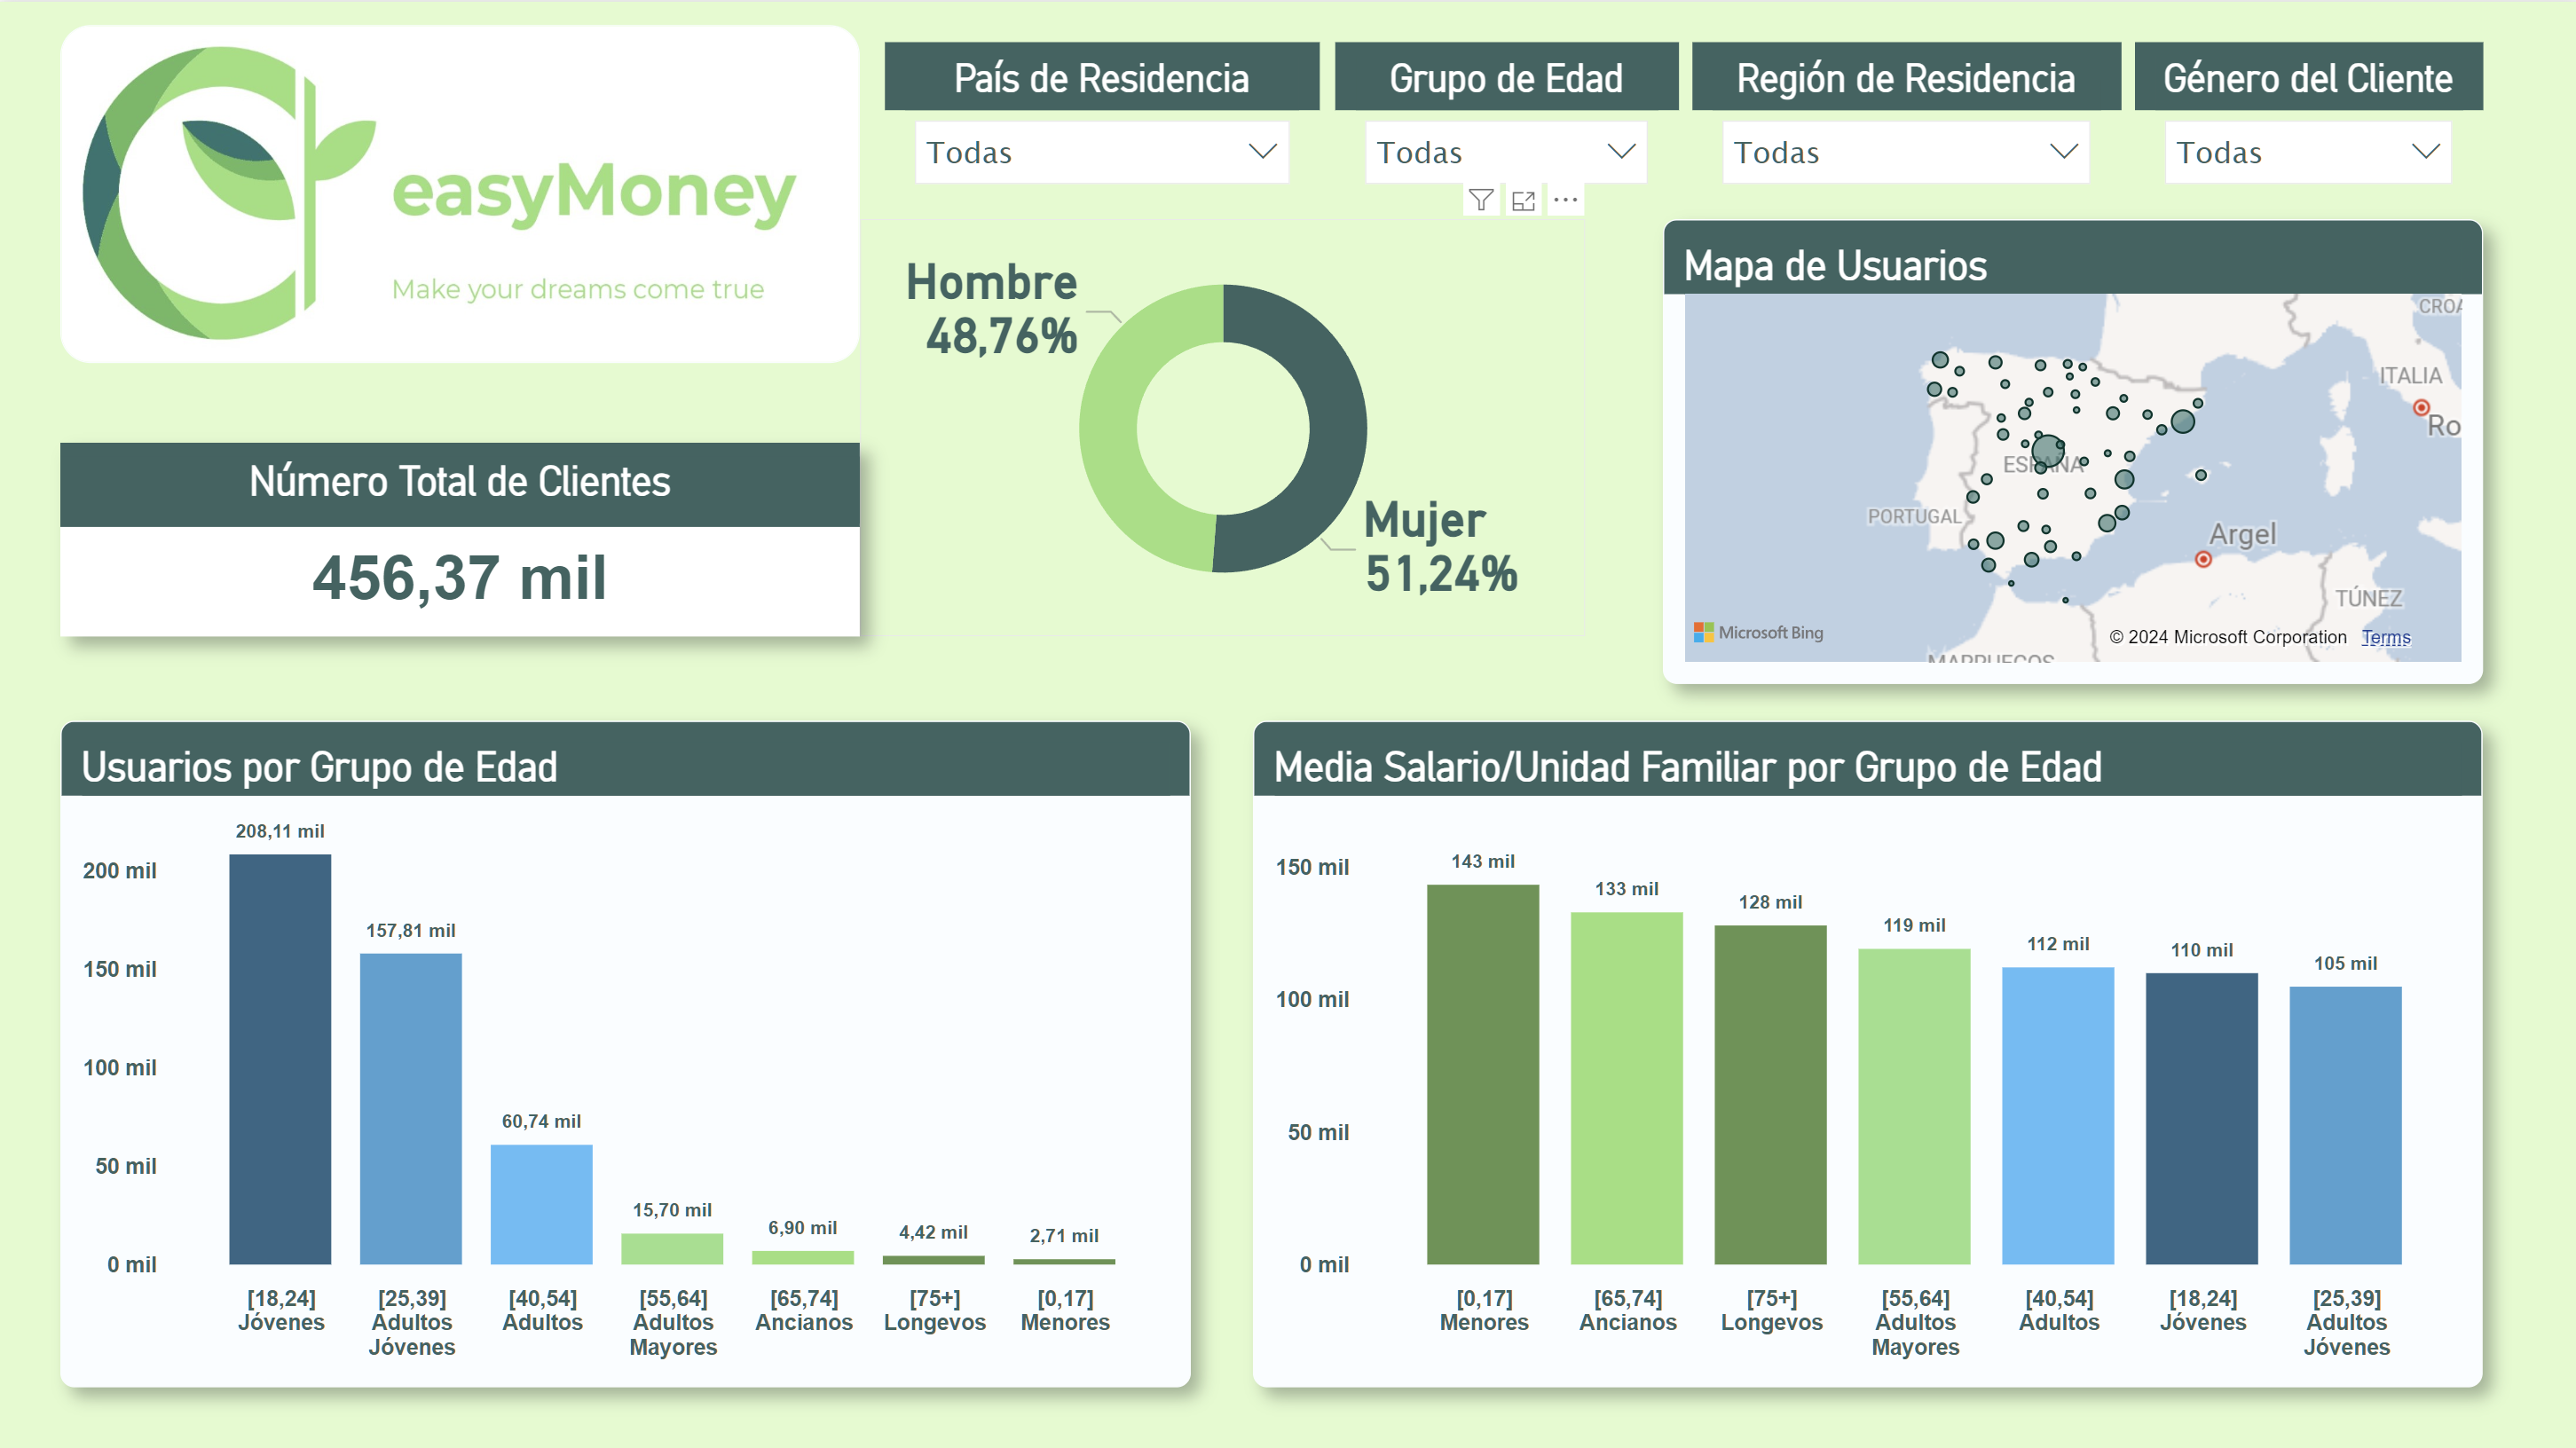 easyMoney
Make your dreams come true
País de Residencia
Todas
Grupo de Edad
Todas
Región de Residencia
Todas
Género del Cliente
Todas
Número Total de Clientes
456,37 mil
Hombre
48,76%
Mujer
51,24%
Mapa de Usuarios
CROA
ITALIA
Ro
ESPAÑA
PORTUGAL
Argel
TÚNEZ
MARRUECOS
Microsoft Bing
© 2024 Microsoft Corporation Terms
Usuarios por Grupo de Edad
200 mil
150 mil
100 mil
50 mil
0 mil
208,11 mil
157,81 mil
60,74 mil
15,70 mil
6,90 mil
4,42 mil
2,71 mil
[18,24]
Jóvenes
[25,39]
Adultos
Jóvenes
[40,54]
Adultos
[55,64]
Adultos
Mayores
[65,74]
Ancianos
[75+]
Longevos
[0,17]
Menores
Media Salario/Unidad Familiar por Grupo de Edad
150 mil
100 mil
50 mil
0 mil
143 mil
133 mil
128 mil
119 mil
112 mil
110 mil
105 mil
[0,17]
Menores
[65,74]
Ancianos
[75+]
Longevos
[55,64]
Adultos
Mayores
[40,54]
Adultos
[18,24]
Jóvenes
[25,39]
Adultos
Jóvenes